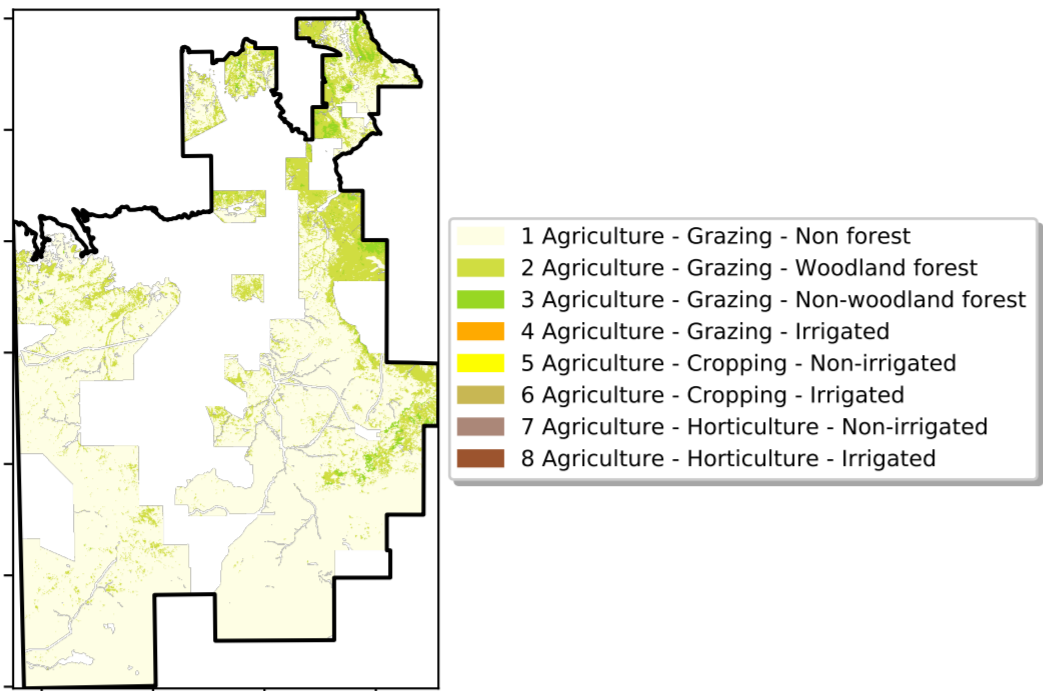 1 Agriculture - Grazing - Non forest
2 Agriculture - Grazing - Woodland forest
3 Agriculture - Grazing - Non-woodland forest
4 Agriculture - Grazing - Irrigated
5 Agriculture - Cropping - Non-irrigated
6 Agriculture - Cropping - Irrigated
7 Agriculture - Horticulture - Non-irrigated
8 Agriculture - Horticulture - Irrigated